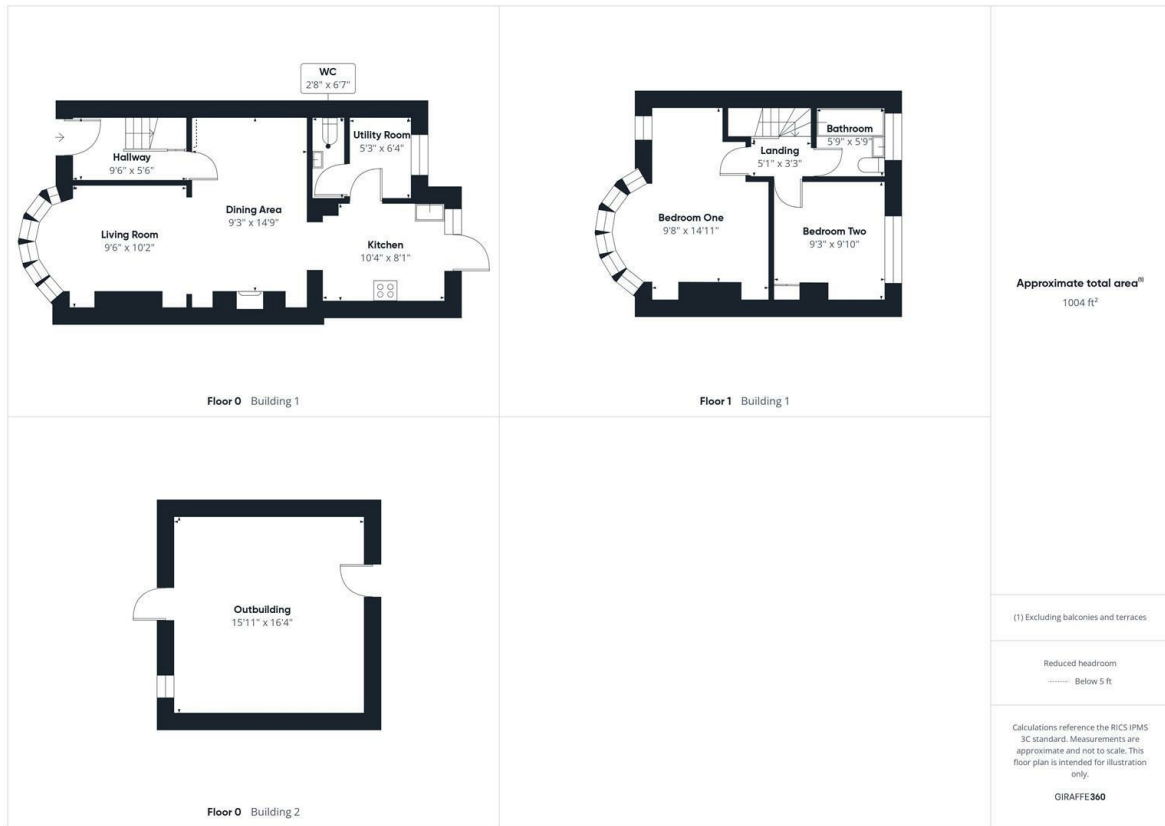 WC
2'8" x 6'7"
Utility Room
5'3" x 6'4"
Hallway
9'6" x 5'6"
Dining Area
9'3" x 14'9"
Living Room
9'6" x 10'2"
Kitchen
10'4" x 8'1"
Floor 0 Building 1
Bathroom
5'9" x 5'9"
Landing
5'1" x 3'3"
Bedroom One
9'8" x 14'11"
Bedroom Two
9'3" x 9'10"
Floor 1 Building 1
Outbuilding
15'11" x 16'4"
Floor 0 Building 2
Approximate total area⁽¹⁾
1004 ft²
(1) Excluding balconies and terraces
Reduced headroom
Below 5 ft
Calculations reference the RICS IPMS
3C standard. Measurements are
approximate and not to scale. This
floor plan is intended for illustration
only.
GIRAFFE360